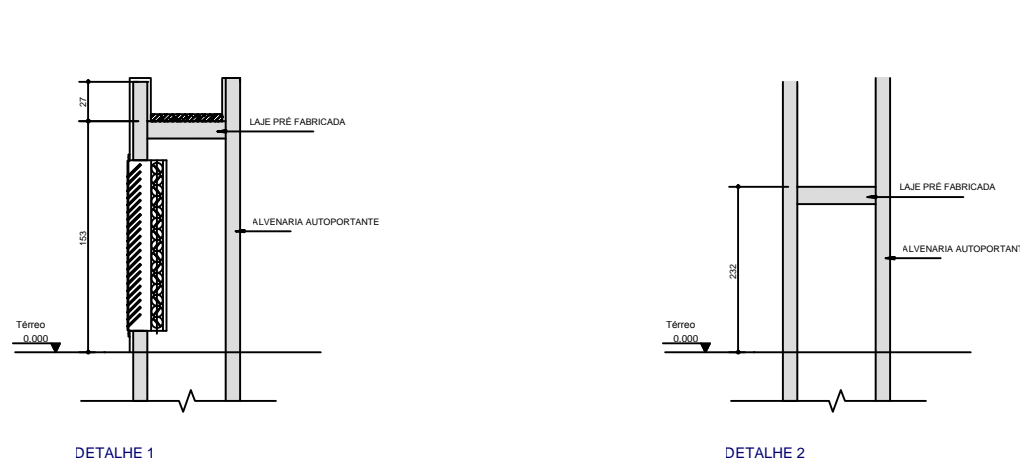 27
LAJE PRÉ FABRICADA
ALVENARIA AUTOPORTANTE
153
Térreo
0,000
DETALHE 1
LAJE PRÉ FABRICADA
ALVENARIA AUTOPORTANT
232
Térreo
0,000
DETALHE 2